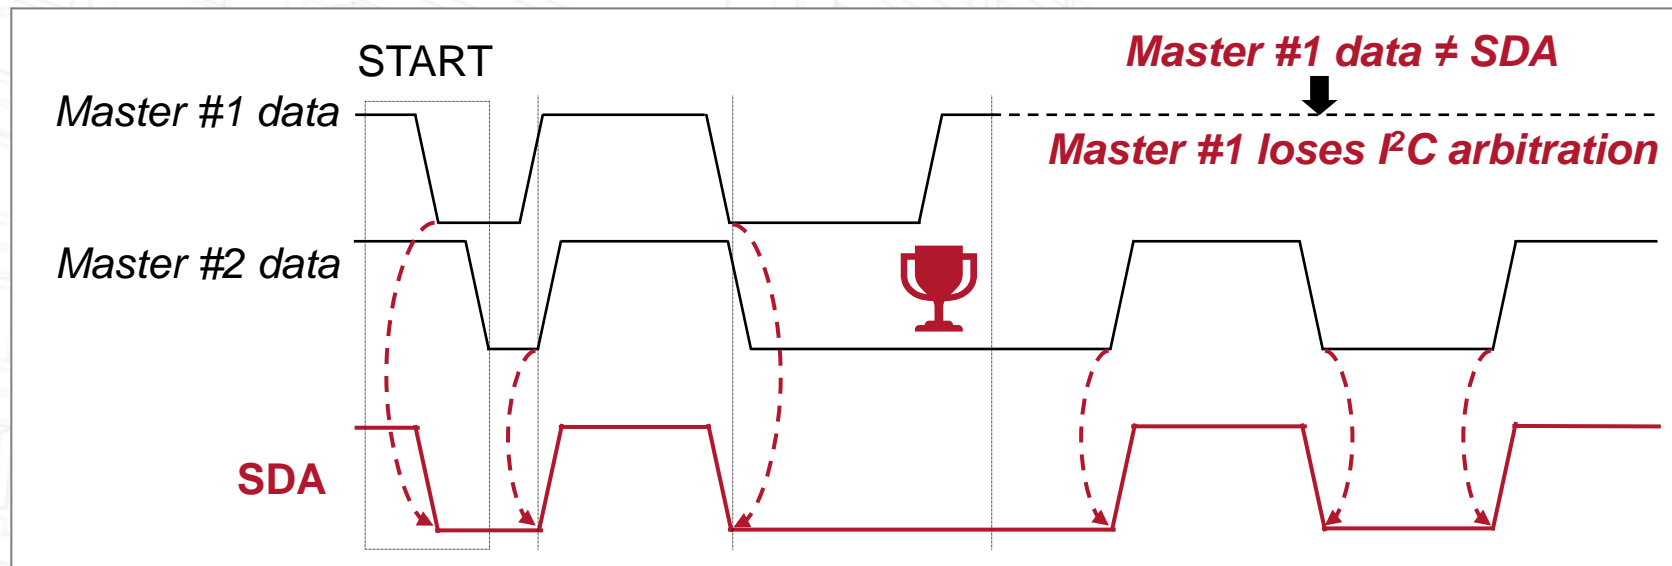 START
Master #1 data ≠ SDA
Master #1 data
Master #1 loses I²C arbitration
Master #2 data
SDA